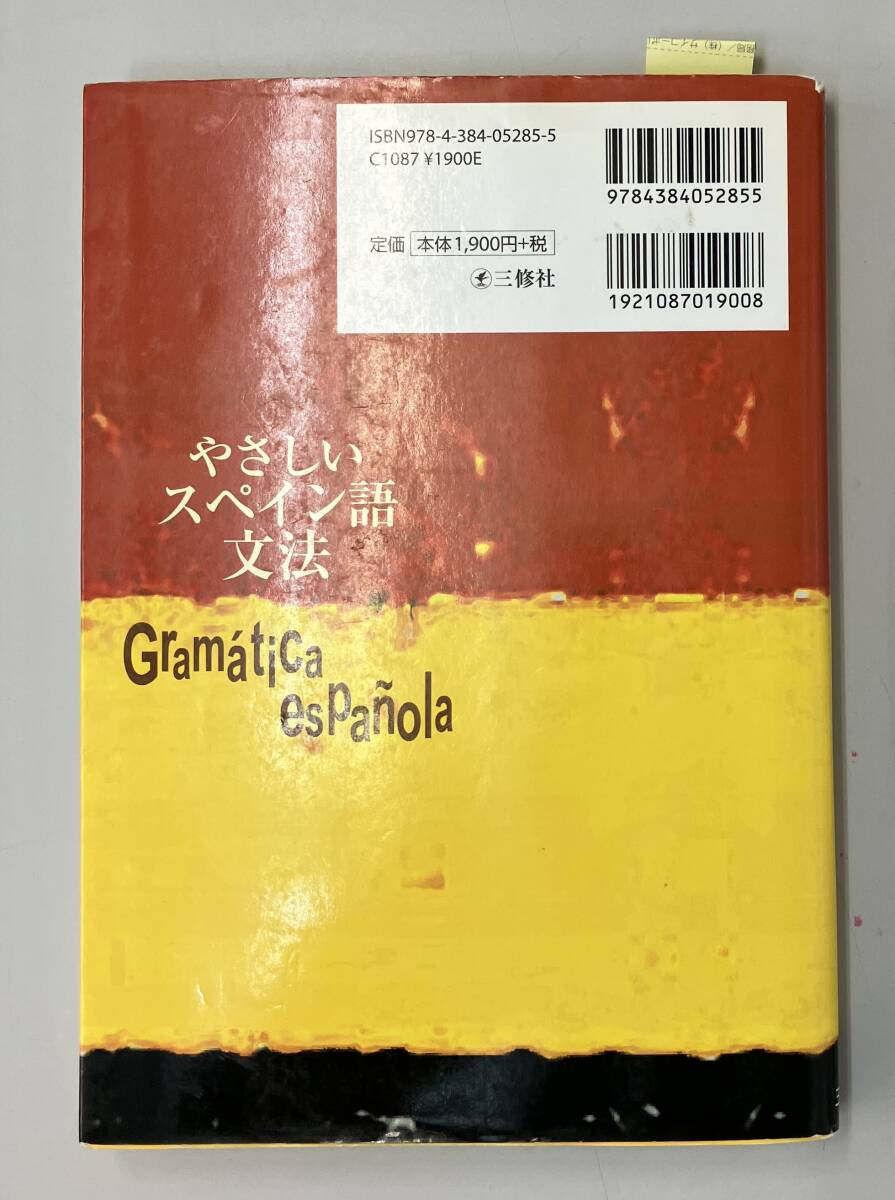 ISBN978-4-384-05285-5
C1087 ¥1900E
9784384052855
定価 本体1,900円+税
三修社
1921087019008
やさしい
スペイン語
文法
Gramática
española